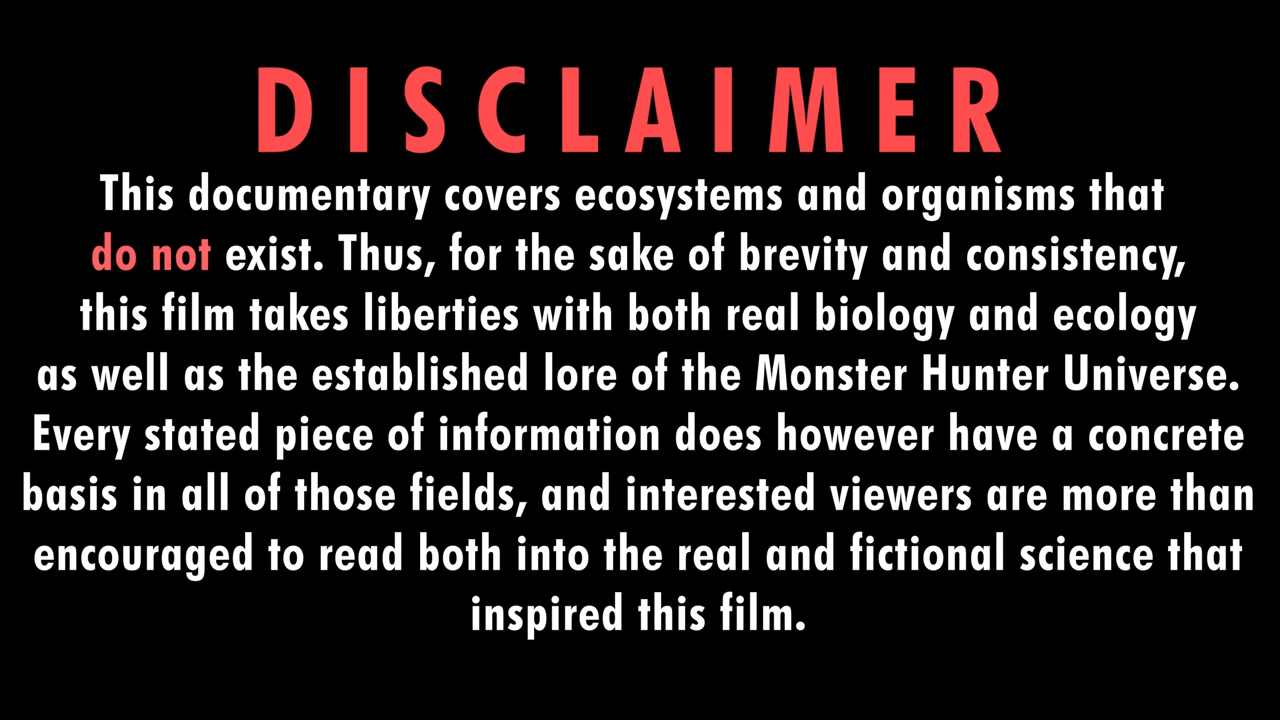 DISCLAIMER
This documentary covers ecosystems and organisms that
do not exist. Thus, for the sake of brevity and consistency,
this film takes liberties with both real biology and ecology
as well as the established lore of the Monster Hunter Universe.
Every stated piece of information does however have a concrete
basis in all of those fields, and interested viewers are more than
encouraged to read both into the real and fictional science that
inspired this film.